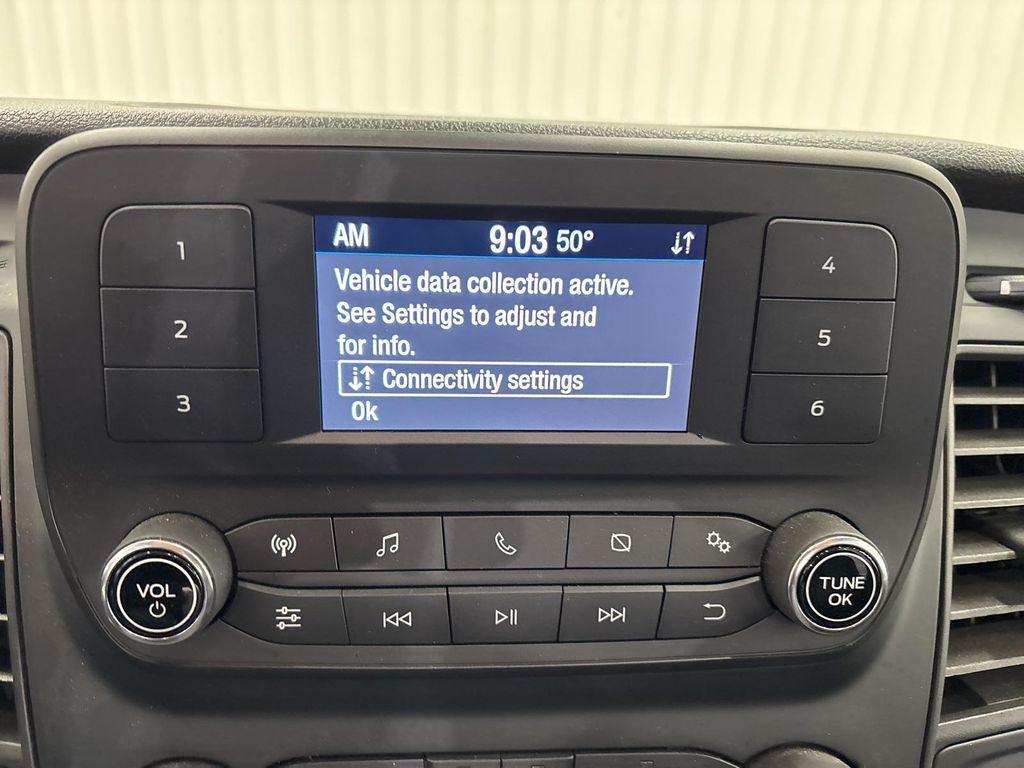 1
2
3
AM 9:03 50°
Vehicle data collection active.
See Settings to adjust and
for info.
Connectivity settings
Ok
4
5
6
VOL
TUNE
OK